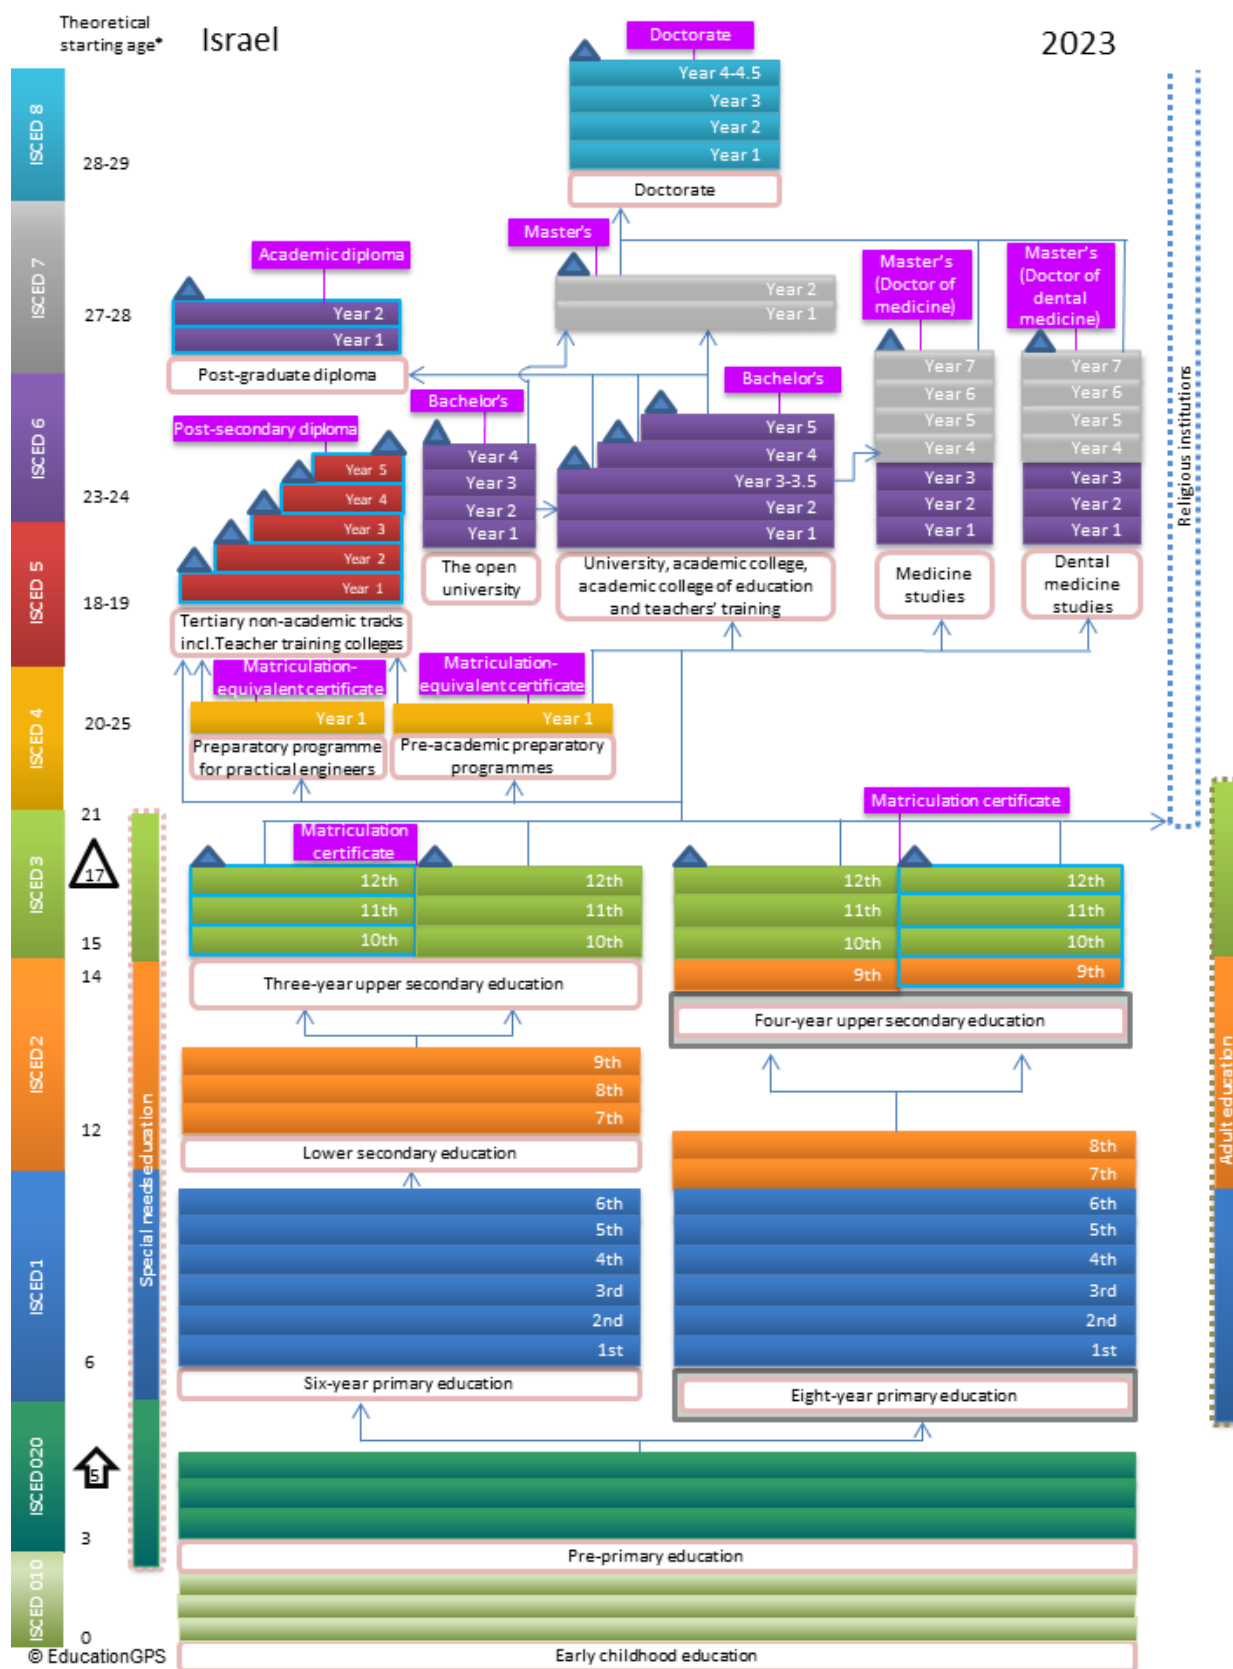 Theoretical
starting age*
Israel
2023
ISCED 8
28-29
Doctorate
Year 4-4.5
Year 3
Year 2
Year 1
Doctorate
ISCED 7
27-28
Academic diploma
Year 2
Year 1
Post-graduate diploma
Master's
Year 2
Year 1
Master's
(Doctor of
medicine)
Master's
(Doctor of
dental
medicine)
Year 7
Year 6
Year 5
Year 4
Year 3
Year 2
Year 1
Medicine
studies
Year 7
Year 6
Year 5
Year 4
Year 3
Year 2
Year 1
Dental
medicine
studies
Religious institutions
ISCED 6
23-24
Post-secondary diploma
Year 5
Year 4
Year 3
Year 2
Year 1
Tertiary non-academic tracks
incl.Teacher training colleges
Bachelor's
Year 4
Year 3
Year 2
Year 1
The open
university
Bachelor's
Year 5
Year 4
Year 3-3.5
Year 2
Year 1
University, academic college,
academic college of education
and teachers' training
ISCED 5
18-19
ISCED 4
20-25
Matriculation-
equivalent certificate
Year 1
Preparatory programme
for practical engineers
Matriculation-
equivalent certificate
Year 1
Pre-academic preparatory
programmes
21
ISCED3
17
15
Matriculation
certificate
12th
11th
10th
12th
11th
10th
Three-year upper secondary education
Matriculation certificate
12th
11th
10th
9th
12th
11th
10th
9th
Four-year upper secondary education
14
ISCED2
12
9th
8th
7th
Lower secondary education
8th
7th
6th
5th
4th
3rd
2nd
1st
Eight-year primary education
Special needs education
Adult education
ISCED1
6
6th
5th
4th
3rd
2nd
1st
Six-year primary education
ISCED020
5
3
Pre-primary education
ISCED 010
0
Early childhood education
© EducationGPS